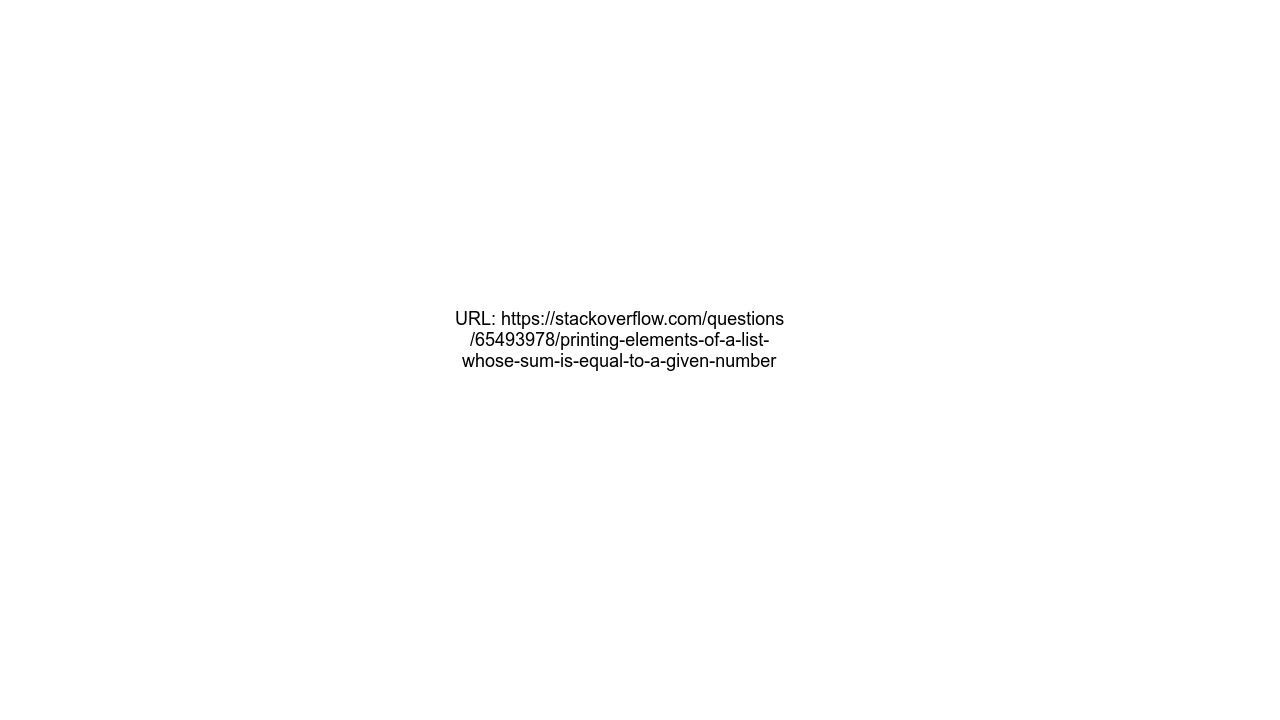 URL: https://stackoverflow.com/questions
/65493978/printing-elements-of-a-list-
whose-sum-is-equal-to-a-given-number